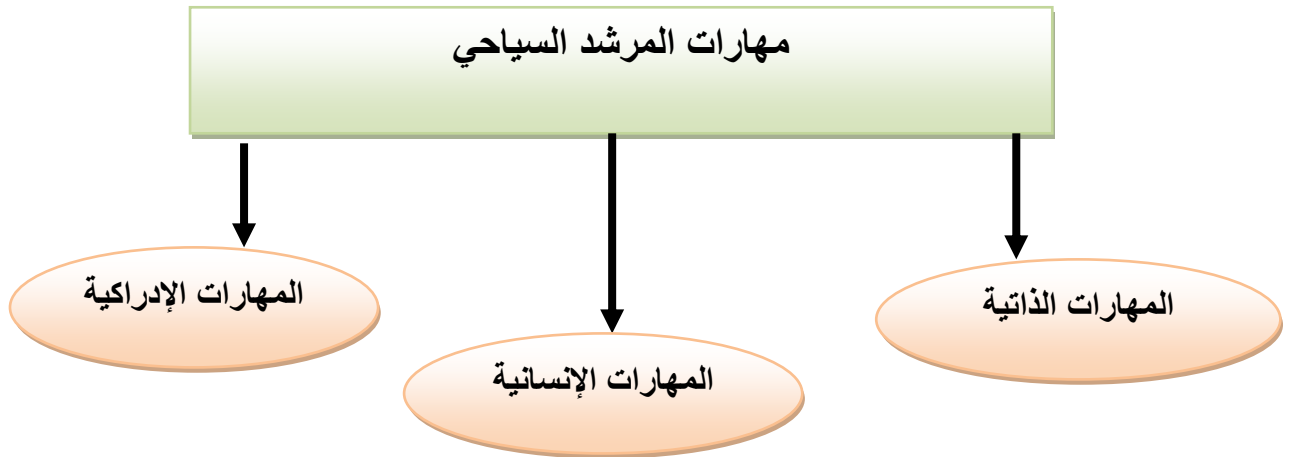 مهارات المرشد السياحي
المهارات الذاتية
المهارات الإنسانية
المهارات الإدراكية